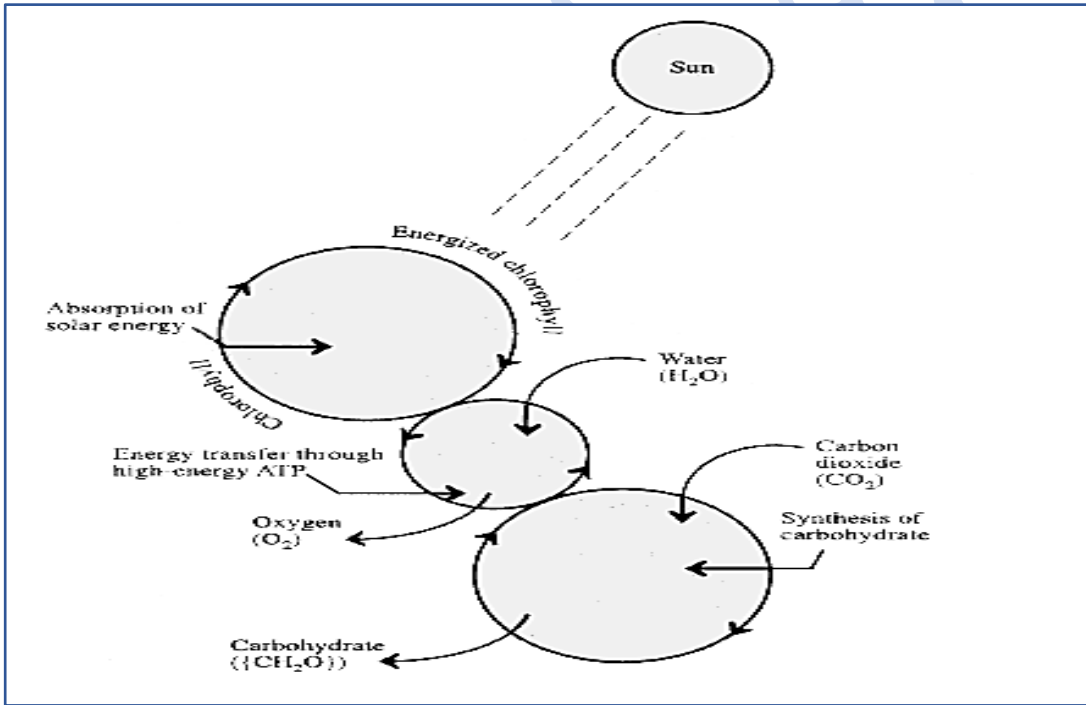 Sun
Energized chlorophyll
Absorption of
solar energy
Chlorophyll
Water
(H₂O)
Energy transfer through
high-energy ATP
Carbon
dioxide
(CO₂)
Oxygen
(O₂)
Synthesis of
carbohydrate
Carbohydrate
({CH₂O})